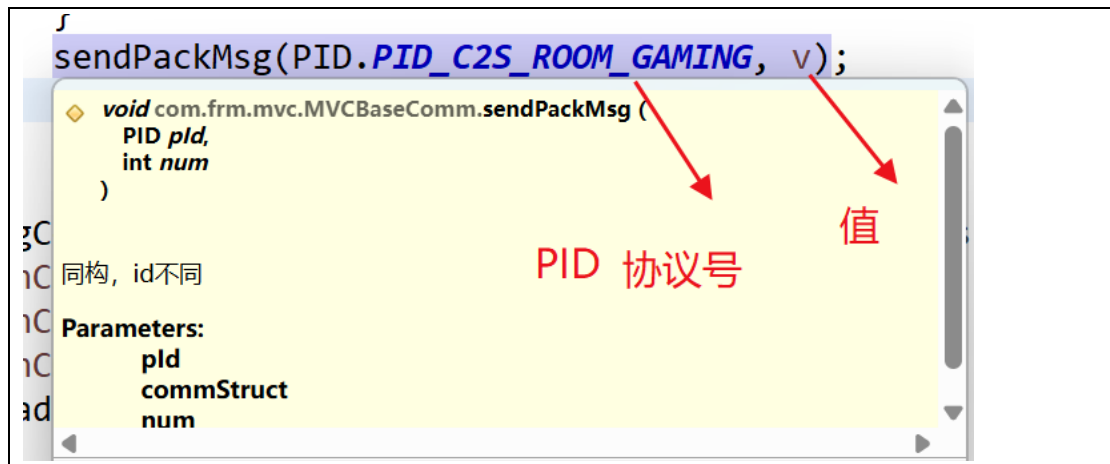 sendPackMsg(PID.PID_C2S_ROOM_GAMING, v);
void com.frm.mvc.MVCBaseComm.sendPackMsg (
PID pId,
int num
)
值
PID 协议号
同构，id不同
Parameters:
pId
commStruct
num